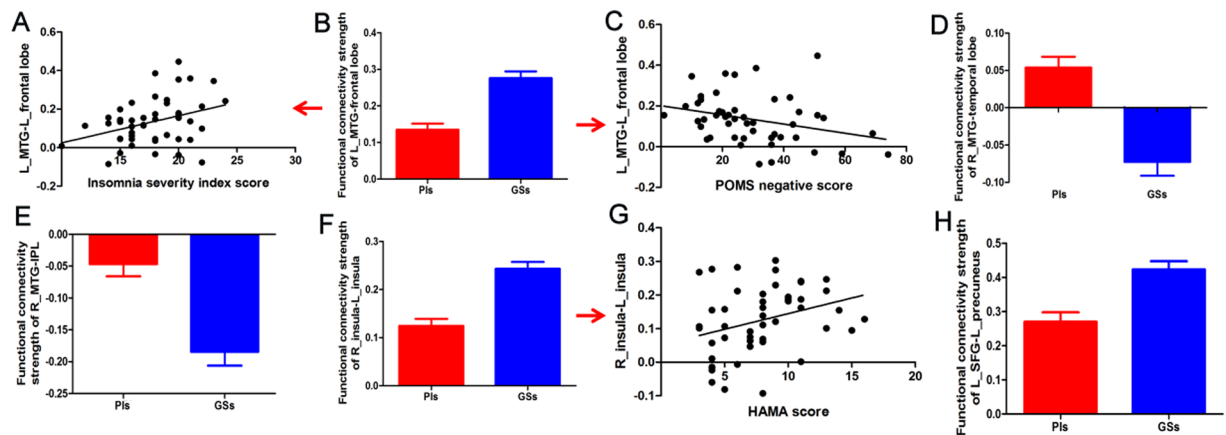 A
L_MTG-L_frontal lobe
0.6
0.4
0.2
0.0
-0.2
15
20
25
30
Insomnia severity index score
B
Functional connectivity strength
of L_MTG-frontal lobe
0.4
0.3
0.2
0.1
0.0
PIs
GSs
C
L_MTG-L_frontal lobe
0.6
0.4
0.2
0.0
-0.2
20
40
60
80
POMS negative score
D
Functional connectivity strength
of R_MTG-temporal lobe
0.10
0.05
0.00
-0.05
-0.10
PIs
GSs
E
Functional connectivity
strength of R_MTG-IPL
0.00
-0.05
-0.10
-0.15
-0.20
-0.25
PIs
GSs
F
Functional connectivity strength
of R_insula-L_insula
0.3
0.2
0.1
0.0
PIs
GSs
G
R_insula-L_insula
0.4
0.3
0.2
0.1
0.0
-0.1
5
10
15
20
HAMA score
H
Functional connectivity strength
of L_SFG-L_precuneus
0.5
0.4
0.3
0.2
0.1
0.0
PIs
GSs